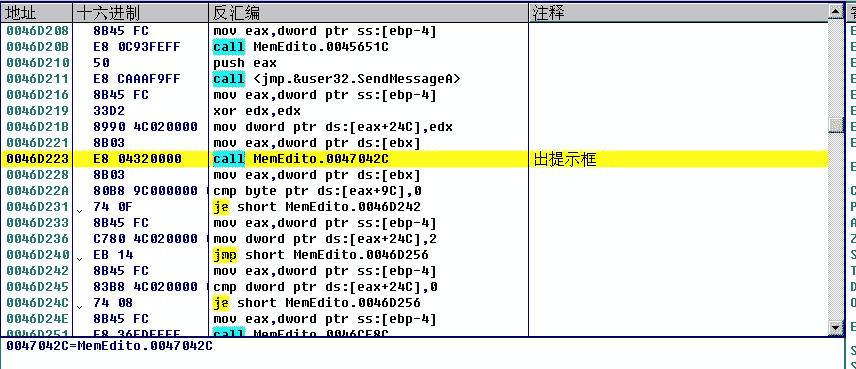 地址 十六进制 反汇编 注释
0046D208 8B45 FC mov eax,dword ptr ss:[ebp-4]
0046D20B E8 0C93FEFF call MemEdito.0045651C
0046D210 50 push eax
0046D211 E8 CAAAF9FF call <jmp.&user32.SendMessageA>
0046D216 8B45 FC mov eax,dword ptr ss:[ebp-4]
0046D219 33D2 xor edx,edx
0046D21B 8990 4C020000 mov dword ptr ds:[eax+24C],edx
0046D221 8B03 mov eax,dword ptr ds:[ebx]
0046D223 E8 04320000 call MemEdito.0047042C 出提示框
0046D228 8B03 mov eax,dword ptr ds:[ebx]
0046D22A 80B8 9C000000 cmp byte ptr ds:[eax+9C],0
0046D231 74 0F je short MemEdito.0046D242
0046D233 8B45 FC mov eax,dword ptr ss:[ebp-4]
0046D236 C780 4C020000 mov dword ptr ds:[eax+24C],2
0046D240 EB 14 jmp short MemEdito.0046D256
0046D242 8B45 FC mov eax,dword ptr ss:[ebp-4]
0046D245 83B8 4C020000 cmp dword ptr ds:[eax+24C],0
0046D24C 74 08 je short MemEdito.0046D256
0046D24E 8B45 FC mov eax,dword ptr ss:[ebp-4]
0046D251 E8 36FDFFFF call MemEdito.0046CF8C
0047042C=MemEdito.0047042C